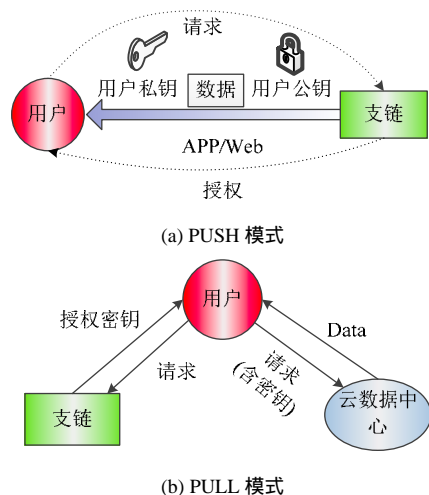 请求
用户私钥 数据 用户公钥
用户
支链
APP/Web
授权
(a) PUSH 模式
用户
授权密钥
Data
请求
请求
(含密钥)
支链
云数据中
心
(b) PULL 模式